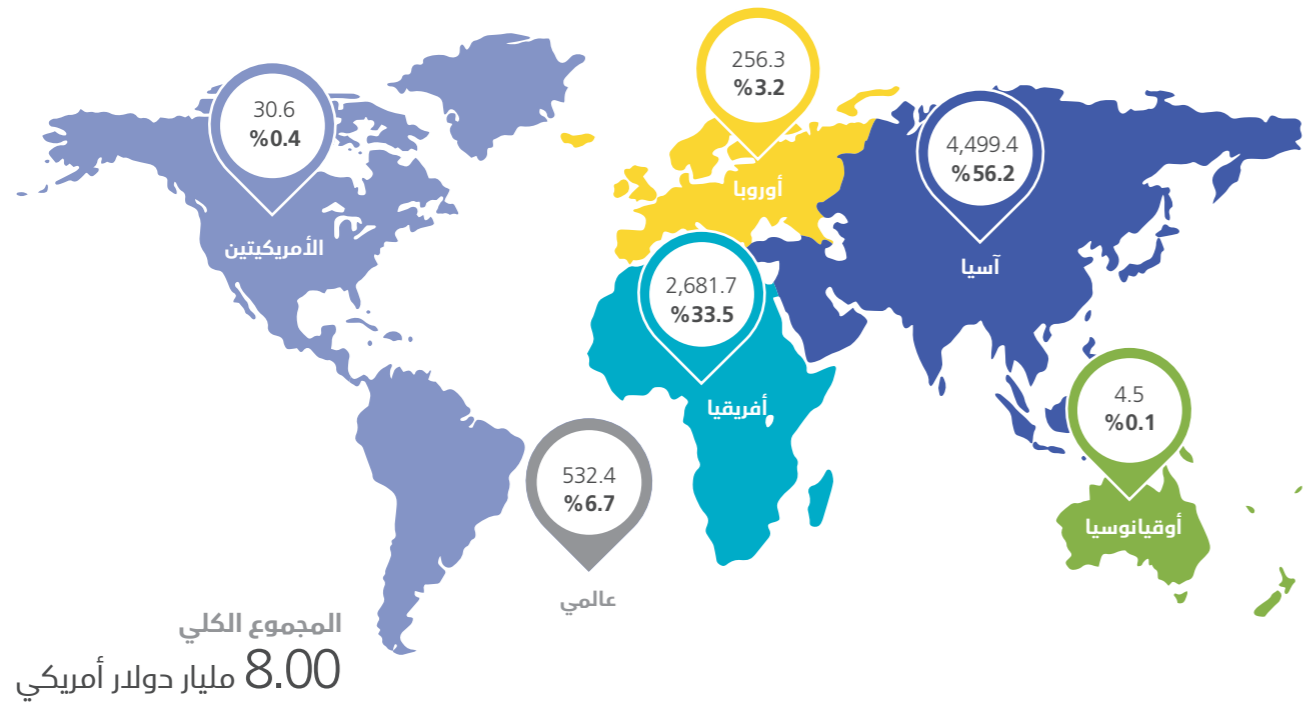 256.3
%3.2
أوروبا
30.6
%0.4
الأمريكيتين
4,499.4
%56.2
آسيا
2,681.7
%33.5
أفريقيا
4.5
%0.1
أوقيانوسيا
532.4
%6.7
عالمي
المجموع الكلي
8.00 مليار دولار أمريكي